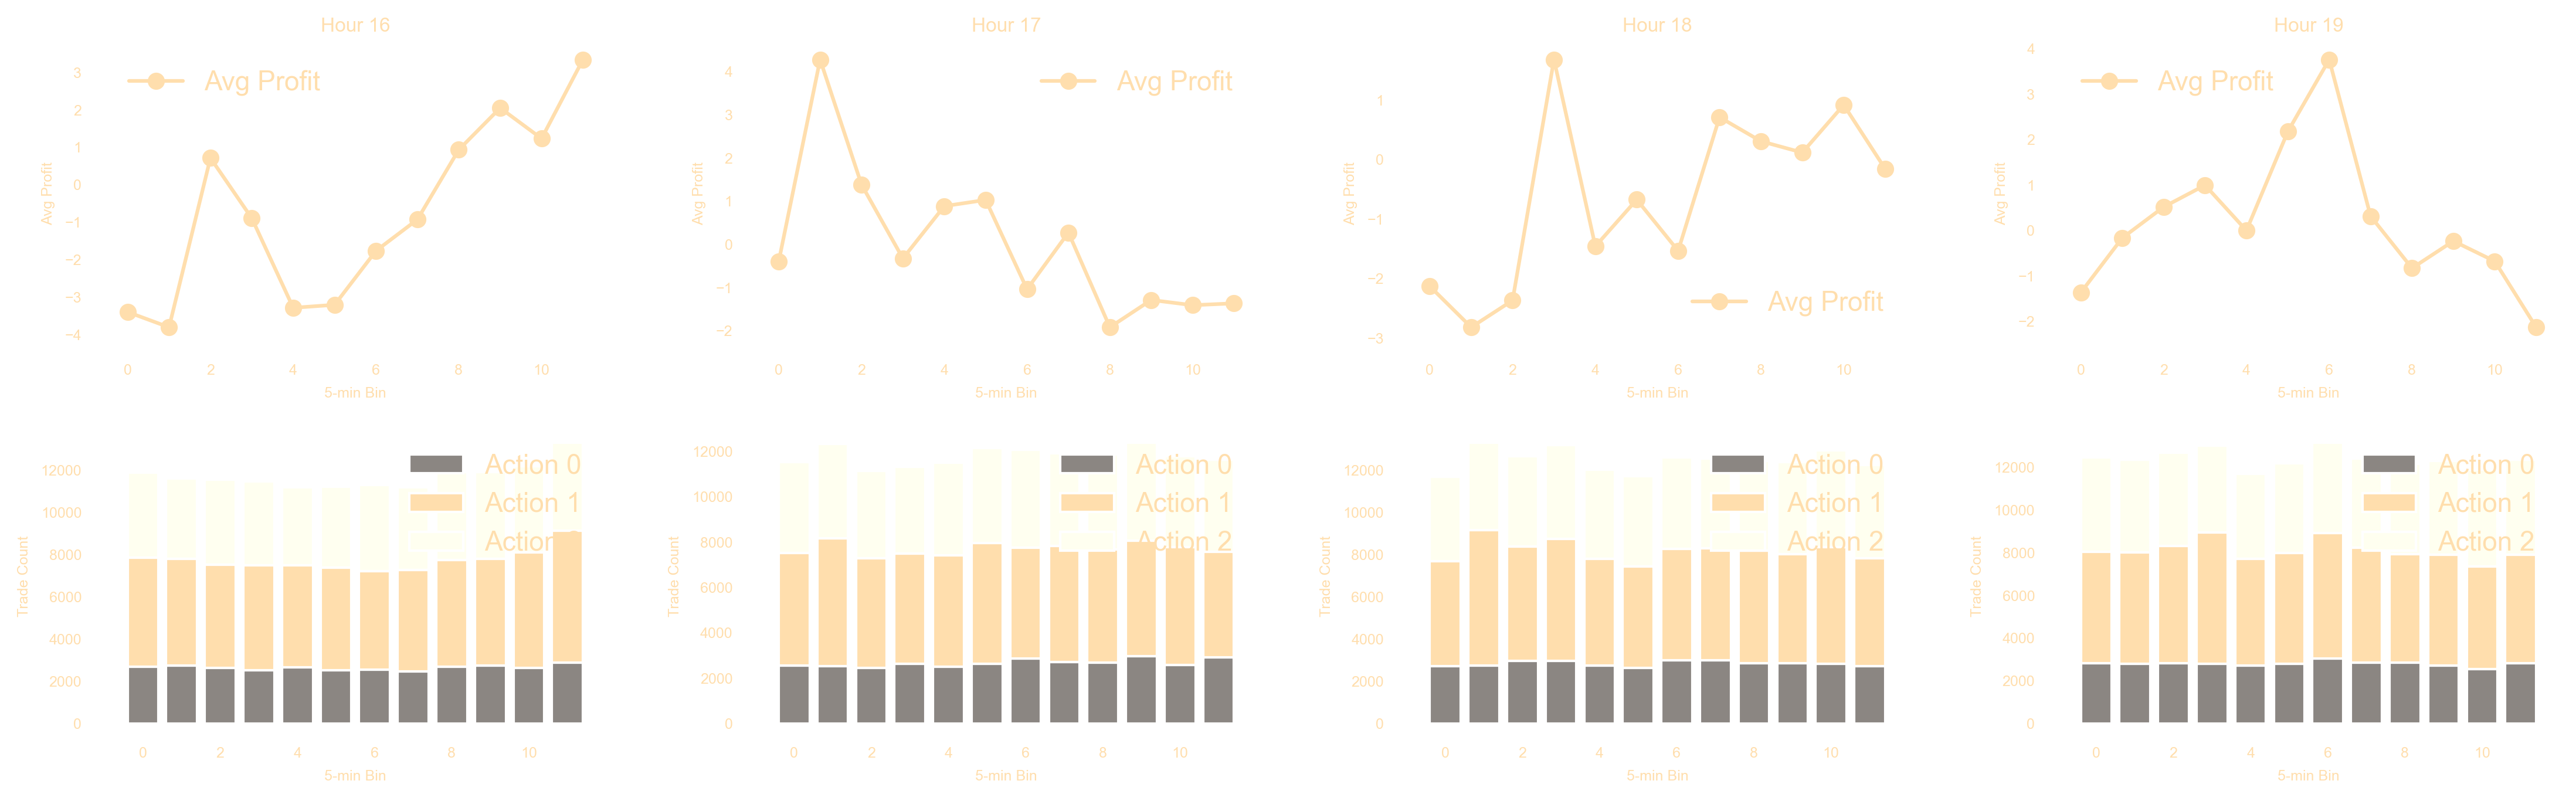 Hour 16
Avg Profit
3
2
1
0
−1
−2
−3
−4
Avg Profit
0 2 4 6 8 10
5-min Bin
Hour 17
Avg Profit
4
3
2
1
0
−1
−2
Avg Profit
0 2 4 6 8 10
5-min Bin
Hour 18
Avg Profit
1
0
−1
−2
−3
Avg Profit
0 2 4 6 8 10
5-min Bin
Hour 19
Avg Profit
4
3
2
1
0
−1
−2
Avg Profit
0 2 4 6 8 10
5-min Bin
Trade Count
12000
10000
8000
6000
4000
2000
0
Action 0
Action 1
0 2 4 6 8 10
5-min Bin
Trade Count
12000
10000
8000
6000
4000
2000
0
Action 0
Action 1
Action 2
0 2 4 6 8 10
5-min Bin
Trade Count
12000
10000
8000
6000
4000
2000
0
Action 0
Action 1
Action 2
0 2 4 6 8 10
5-min Bin
Trade Count
12000
10000
8000
6000
4000
2000
0
Action 0
Action 1
Action 2
0 2 4 6 8 10
5-min Bin